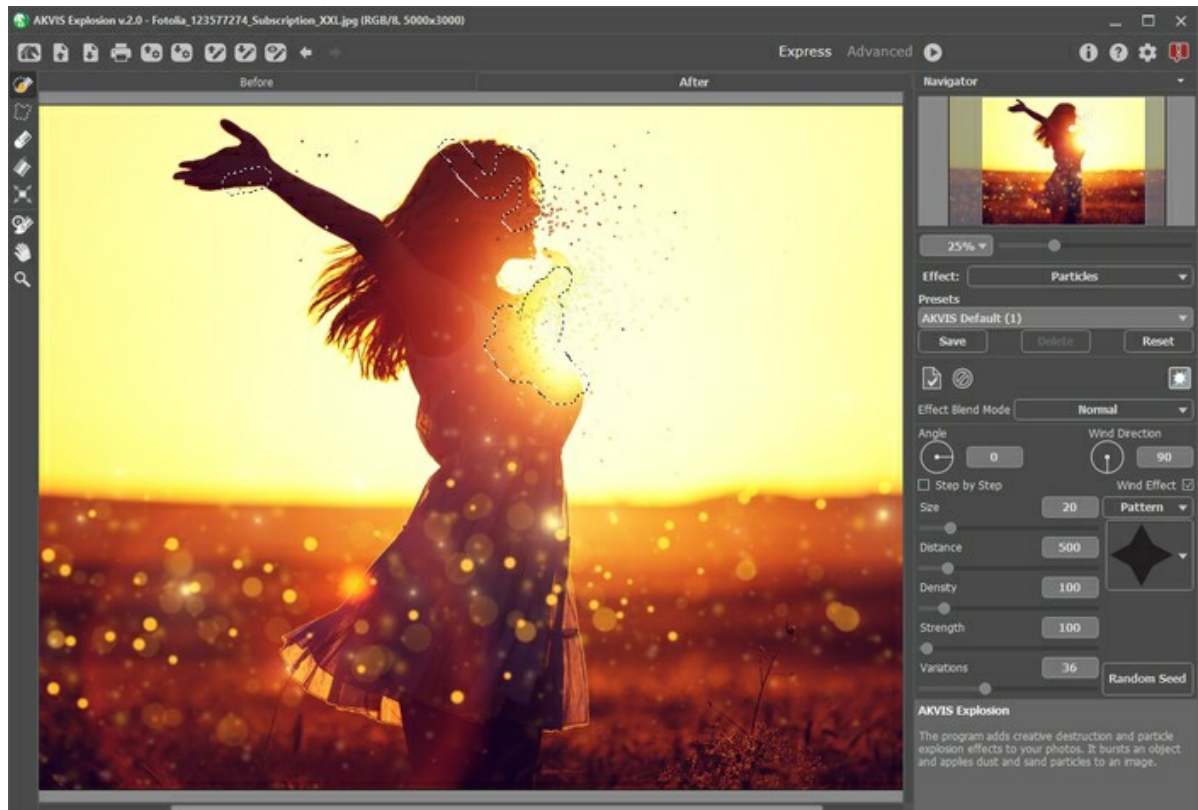 AKVIS Explosion v.2.0 - Fotolia_123577274_Subscription_XXL.jpg (RGB/8, 5000x3000)
Express Advanced
Before After
Navigator
25%
Effect: Particles
Presets
AKVIS Default (1)
Save Delete Reset
Effect Blend Mode Normal
Angle Wind Direction
0 90
Step by Step Wind Effect
Size 20 Pattern
Distance 500
Density 100
Strength 100
Variations 36 Random Seed
AKVIS Explosion
The program adds creative destruction and particle
explosion effects to your photos. It bursts an object
and applies dust and sand particles to an image.